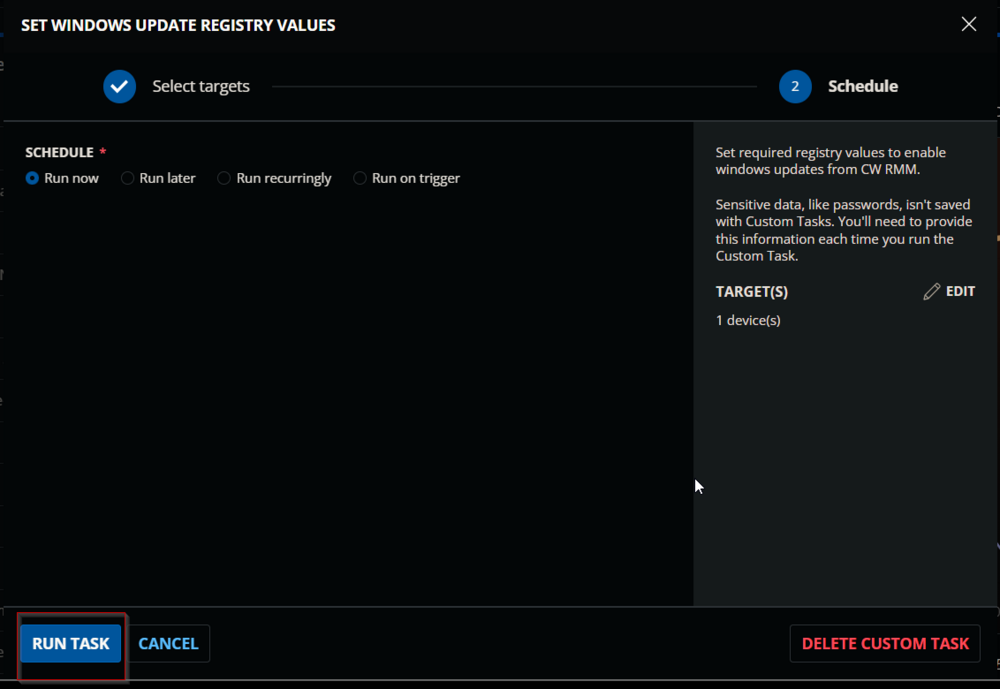 SET WINDOWS UPDATE REGISTRY VALUES
Select targets
2
Schedule
SCHEDULE *
Run now
Run later
Run recurringly
Run on trigger
Set required registry values to enable
windows updates from CW RMM.
Sensitive data, like passwords, isn't saved
with Custom Tasks. You'll need to provide
this information each time you run the
Custom Task.
TARGET(S)
EDIT
1 device(s)
RUN TASK
CANCEL
DELETE CUSTOM TASK